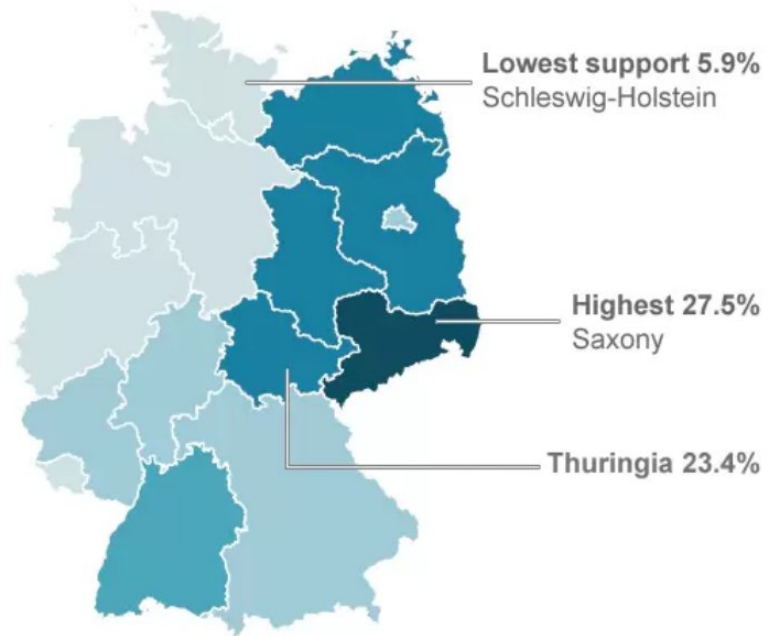 Lowest support 5.9%
Schleswig-Holstein
Highest 27.5%
Saxony
Thuringia 23.4%